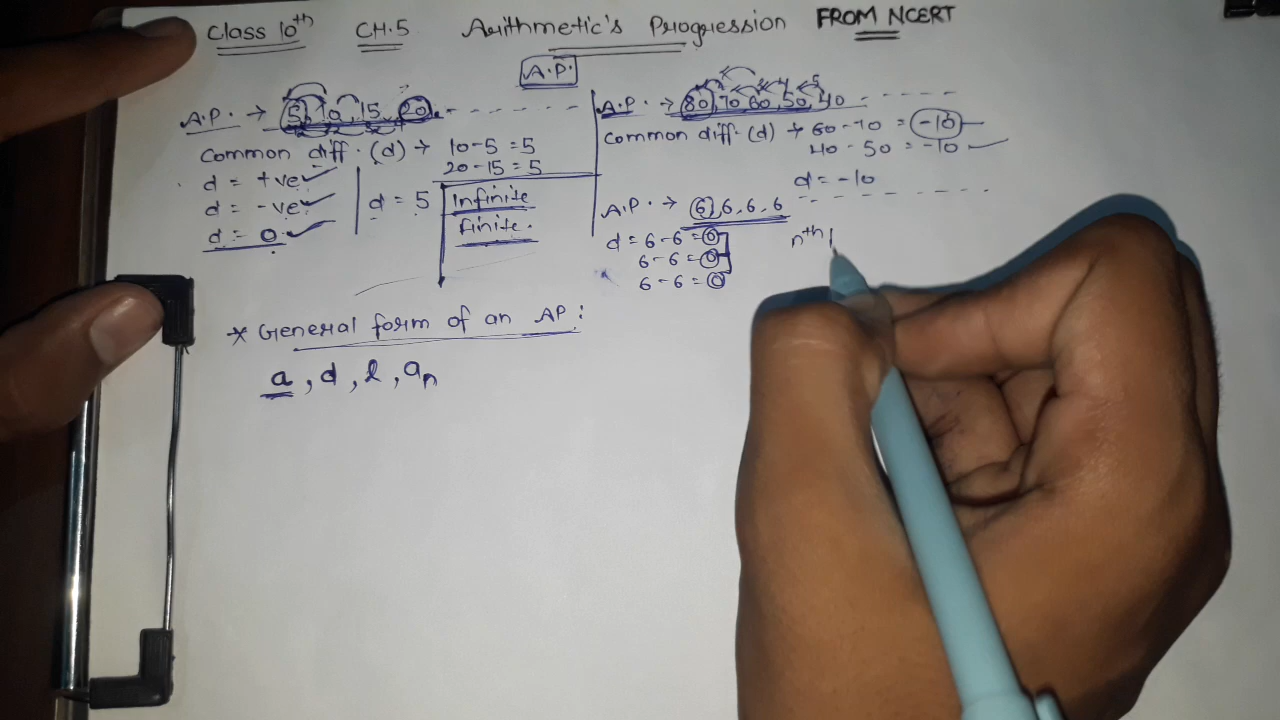 Class 10th CH.5 Arithmetic's Progression FROM NCERT
A.P.
A.P. → 5, 10, 15, 20, - - - - - -
Common diff. (d) → 10-5 = 5
20-15 = 5
d = +ve
d = -ve
d = 0
d = 5
Infinite
Finite.
A.P. → 80, 70, 60, 50, 40 - - - - -
Common diff. (d) → 60-70 = -10
40-50 = -10
d = -10
A.P. → 6, 6, 6, 6 - - - - - -
d = 6-6 = 0
6-6 = 0
6-6 = 0
nth
* General form of an AP:
a, d, l, an